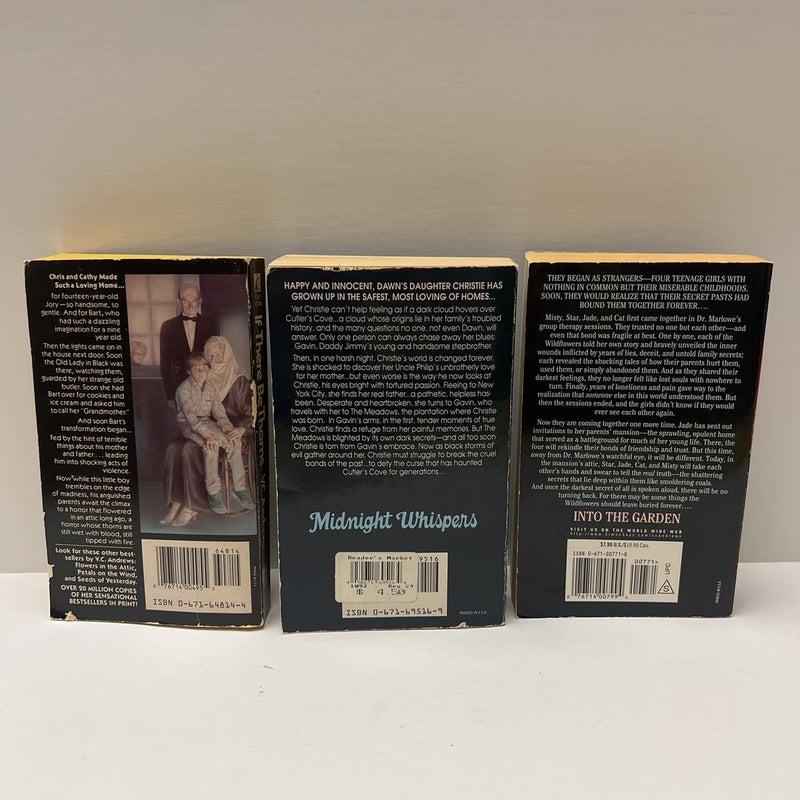 Chris and Cathy Made
Such a Loving Home...
for fourteen-year-old
Jory—so handsome, so
gentle. And for Bart, who
had such a dazzling
imagination for a nine
year old.
Then the lights came on in
the house next door. Soon
the Old Lady in Black was
there, watching them,
guarded by her strange old
butler. Soon she had
Bart over for cookies and
ice cream and asked him
to call her "Grandmother."
And soon Bart's
transformation began...
Fed by the hint of terrible
things about his mother
and father . . . leading
him into shocking acts of
violence.
Now while this little boy
trembles on the edge
of madness, his anguished
parents await the climax
to a horror that flowered
in an attic long ago, a
horror whose thorns are
still wet with blood, still
tipped with fire.
Look for these other best-
sellers by V.C. Andrews:
Flowers in the Attic,
Petals on the Wind,
and Seeds of Yesterday.
OVER 20 MILLION COPIES
OF HER SENSATIONAL
BESTSELLERS IN PRINT!
64814
76714 00495
ISBN 0-671-64814-4
If There Be Thorns
HAPPY AND INNOCENT, DAWN'S DAUGHTER CHRISTIE HAS
GROWN UP IN THE SAFEST, MOST LOVING OF HOMES...
Yet Christie can't help feeling as if a dark cloud hovers over
Cutler's Cove...a cloud whose origins lie in her family's troubled
history, and the many questions no one, not even Dawn, will
answer. Only one person can always chase away her blues:
Gavin, Daddy Jimmy's young and handsome stepbrother.
Then, in one harsh night, Christie's world is changed forever.
She is shocked to discover her Uncle Philip's unbrotherly love
for her mother...but even worse is the way he now looks at
Christie, his eyes bright with tortured passion. Fleeing to New
York City, she finds her real father...a pathetic, helpless has-
been. Desperate and heartbroken, she turns to Gavin, who
travels with her to The Meadows, the plantation where Christie
was born. In Gavin's arms, in the first, tender moments of true
love, Christie finds a refuge from her painful memories. But The
Meadows is blighted by its own dark secrets—and all too soon
Christie is torn from Gavin's embrace. Now as black storms of
evil gather around her, Christie must struggle to break the cruel
bonds of the past...to defy the curse that has haunted
Cutler's Cove for generations....
Midnight Whispers
Reader's Market
9516
1092 Reu 29
$ 4.50
ISBN 0-671-69516-9
PRINTED IN U.S.A.
THEY BEGAN AS STRANGERS—FOUR TEENAGE GIRLS WITH
NOTHING IN COMMON BUT THEIR MISERABLE CHILDHOODS.
SOON, THEY WOULD REALIZE THAT THEIR SECRET PASTS HAD
BOUND THEM TOGETHER FOREVER. . . .
Misty, Star, Jade, and Cat first came together in Dr. Marlowe's
group therapy sessions. They trusted no one but each other—and
even that bond was fragile at best. One by one, each of the
Wildflowers told her own story and bravely unveiled the inner
wounds inflicted by years of lies, deceit, and untold family secrets;
each revealed the shocking tales of how their parents hurt them,
used them, or simply abandoned them. And as they shared their
darkest feelings, they no longer felt like lost souls with nowhere to
turn. Finally, years of loneliness and pain gave way to the
realization that someone else in this world understood them. But
then the sessions ended, and the girls didn't know if they would
ever see each other again.
Now they are coming together one more time. Jade has sent out
invitations to her parents' mansion—the sprawling, opulent home
that served as a battleground for much of her young life. There, the
four will rekindle their bonds of friendship and trust. But this time,
away from Dr. Marlowe's watchful eye, it will be different. Today, in
the mansion's attic, Star, Jade, Cat, and Misty will take each
other's hands and swear to tell the real truth—the shattering
secrets that lie deep within them like smoldering coals.
And once the darkest secret of all is spoken aloud, there will be no
turning back. For there may be some things the
Wildflowers should leave buried forever. . . .
INTO THE GARDEN
VISIT US ON THE WORLD WIDE WEB
http://www.SimonSays.com/vcandrews
$7.99 U.S./$10.99 Can.
ISBN 0-671-00771-8
00771>
76714 00799 4
UPC
S
PRINTED IN U.S.A.